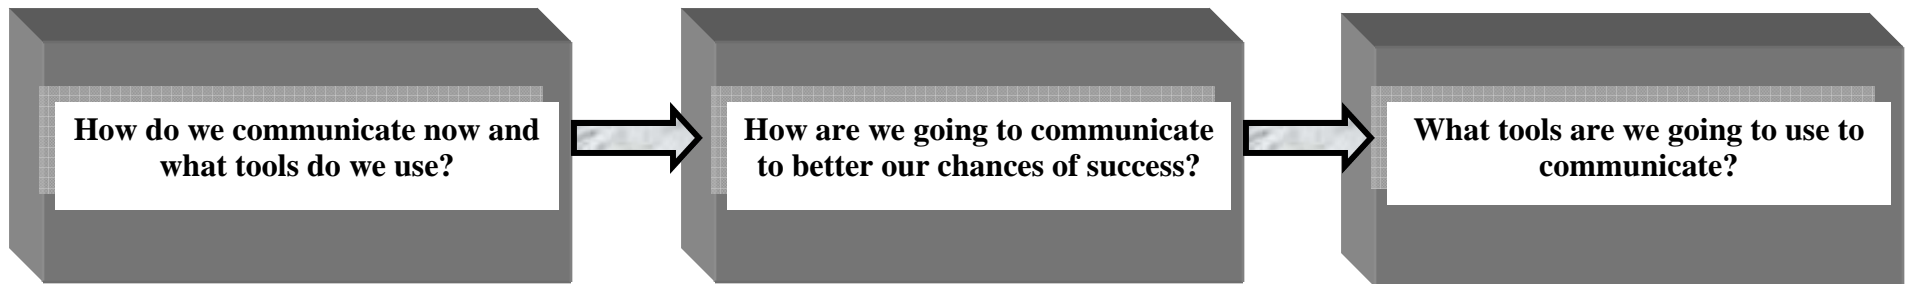 How do we communicate now and
what tools do we use?
How are we going to communicate
to better our chances of success?
What tools are we going to use to
communicate?